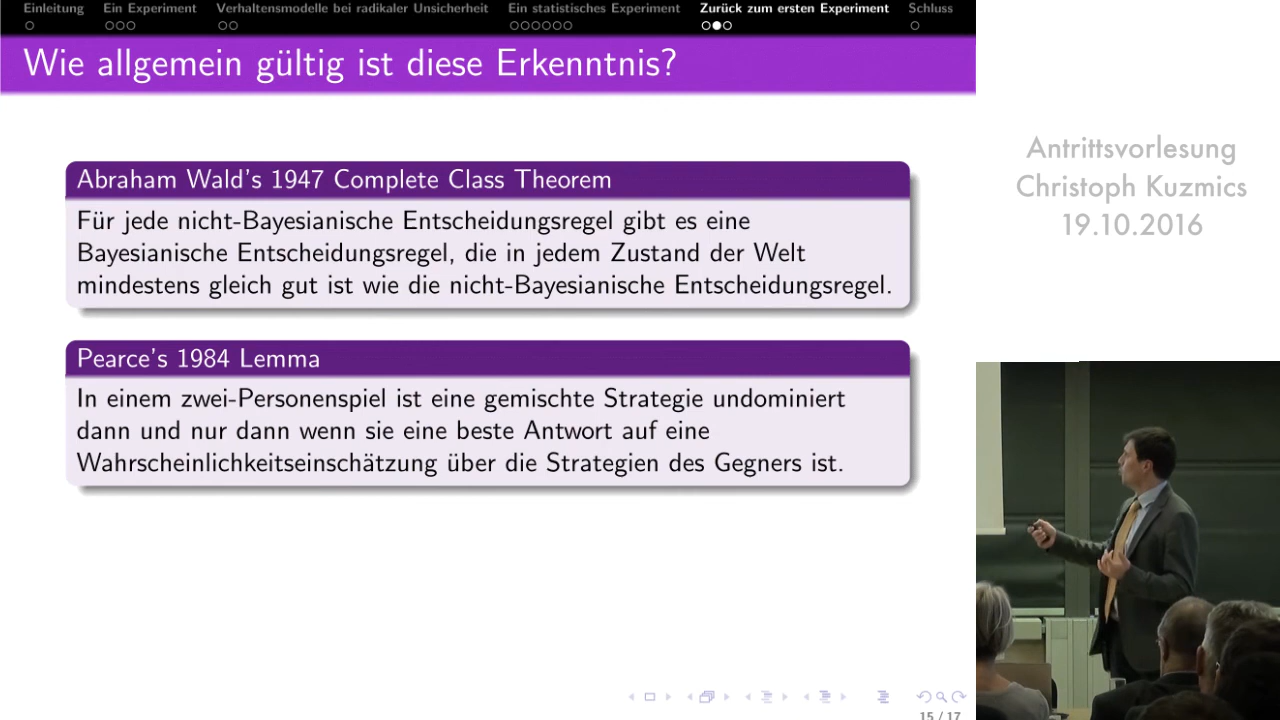 Einleitung
Ein Experiment
Verhaltensmodelle bei radikaler Unsicherheit
Ein statistisches Experiment
Zurück zum ersten Experiment
Schluss
Wie allgemein gültig ist diese Erkenntnis?
Abraham Wald's 1947 Complete Class Theorem
Für jede nicht-Bayesianische Entscheidungsregel gibt es eine
Bayesianische Entscheidungsregel, die in jedem Zustand der Welt
mindestens gleich gut ist wie die nicht-Bayesianische Entscheidungsregel.
Pearce's 1984 Lemma
In einem zwei-Personenspiel ist eine gemischte Strategie undominiert
dann und nur dann wenn sie eine beste Antwort auf eine
Wahrscheinlichkeitseinschätzung über die Strategien des Gegners ist.
15 / 17
Antrittsvorlesung
Christoph Kuzmics
19.10.2016